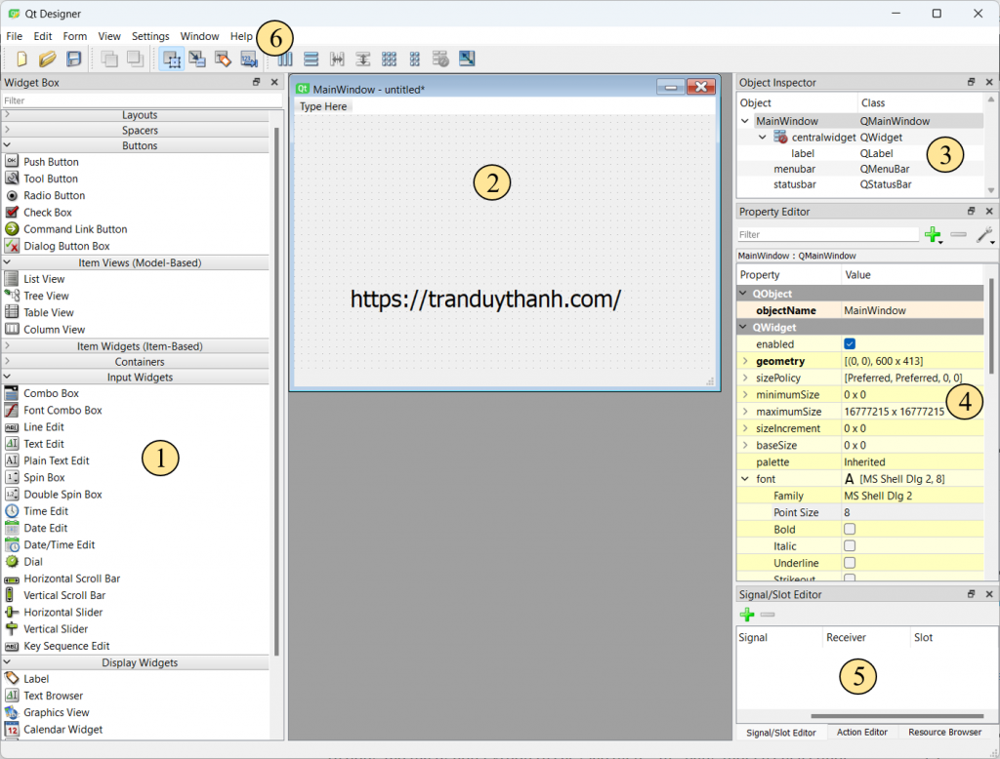 Qt Designer
File Edit Form View Settings Window Help
6
Widget Box
Filter
Layouts
Spacers
Buttons
Push Button
Tool Button
Radio Button
Check Box
Command Link Button
Dialog Button Box
Item Views (Model-Based)
List View
Tree View
Table View
Column View
Item Widgets (Item-Based)
Containers
Input Widgets
Combo Box
Font Combo Box
Line Edit
Text Edit
Plain Text Edit
1
Spin Box
Double Spin Box
Time Edit
Date Edit
Date/Time Edit
Dial
Horizontal Scroll Bar
Vertical Scroll Bar
Horizontal Slider
Vertical Slider
Key Sequence Edit
Display Widgets
Label
Text Browser
Graphics View
Calendar Widget
MainWindow - untitled*
Type Here
2
https://tranduythanh.com/
Object Inspector
Object Class
MainWindow QMainWindow
centralwidget QWidget
label QLabel
menubar QMenuBar
statusbar QStatusBar
3
Property Editor
Filter
MainWindow : QMainWindow
Property Value
QObject
objectName MainWindow
QWidget
enabled
geometry [(0, 0), 600 x 413]
sizePolicy [Preferred, Preferred, 0, 0]
minimumSize 0 x 0
maximumSize 16777215 x 16777215
4
sizeIncrement 0 x 0
baseSize 0 x 0
palette Inherited
font A [MS Shell Dlg 2, 8]
Family MS Shell Dlg 2
Point Size 8
Bold
Italic
Underline
Strikeout
Signal/Slot Editor
Signal Receiver Slot
5
Signal/Slot Editor Action Editor Resource Browser